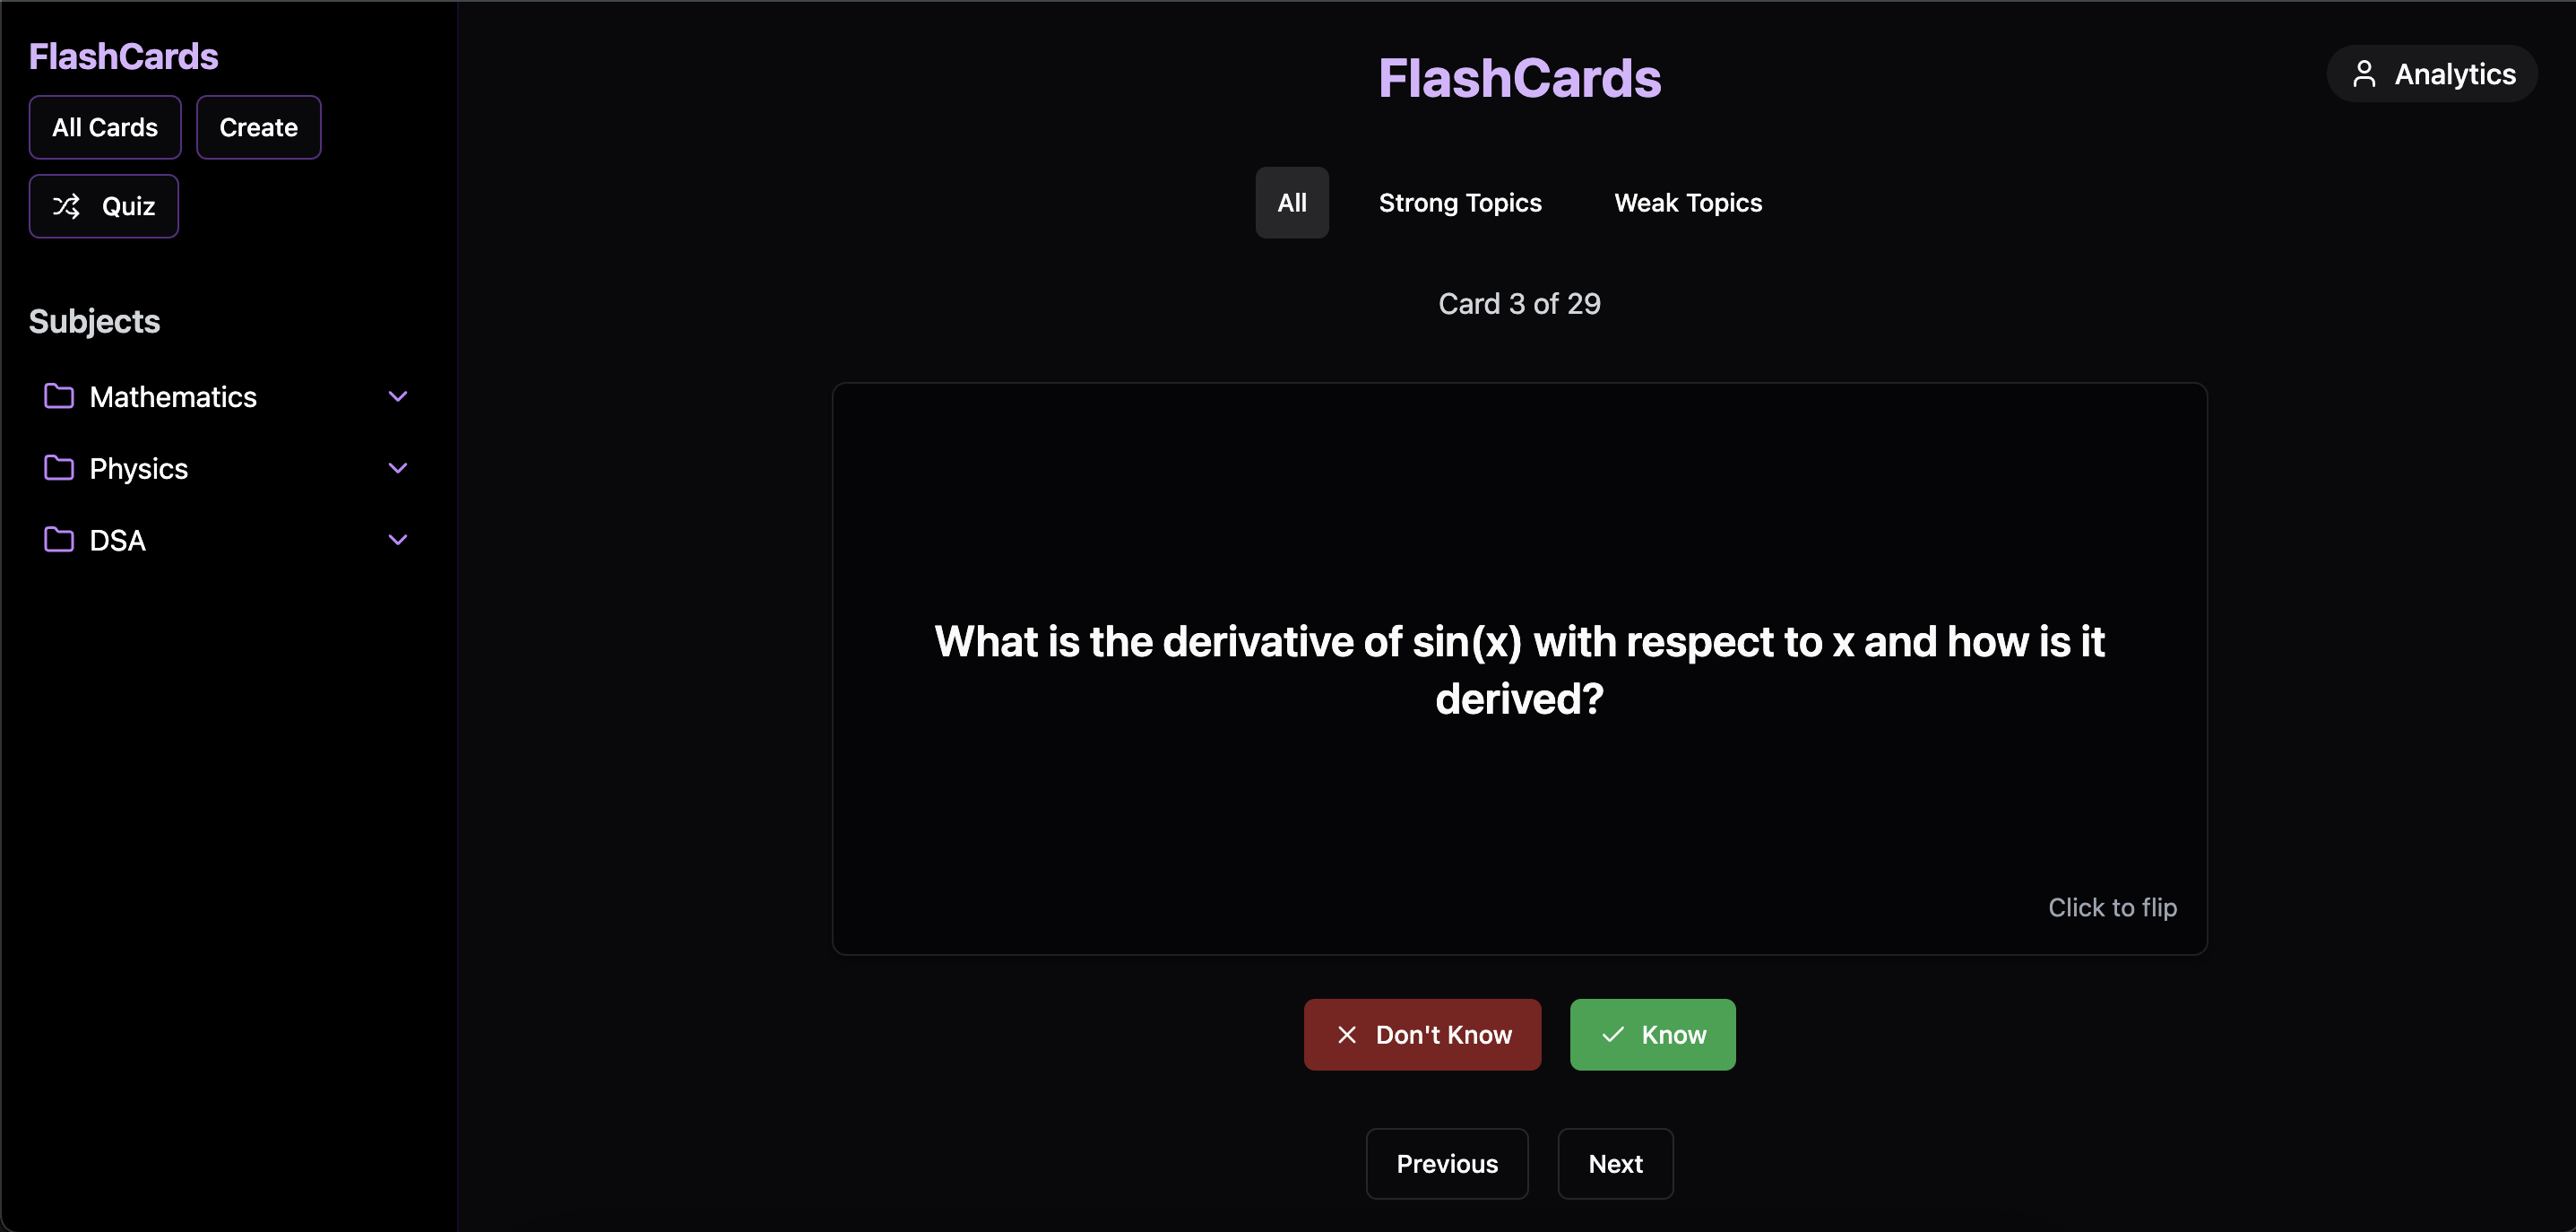 FlashCards
All Cards
Create
Quiz
Subjects
Mathematics
Physics
DSA
FlashCards
Analytics
All
Strong Topics
Weak Topics
Card 3 of 29
What is the derivative of sin(x) with respect to x and how is it
derived?
Click to flip
Don't Know
Know
Previous
Next